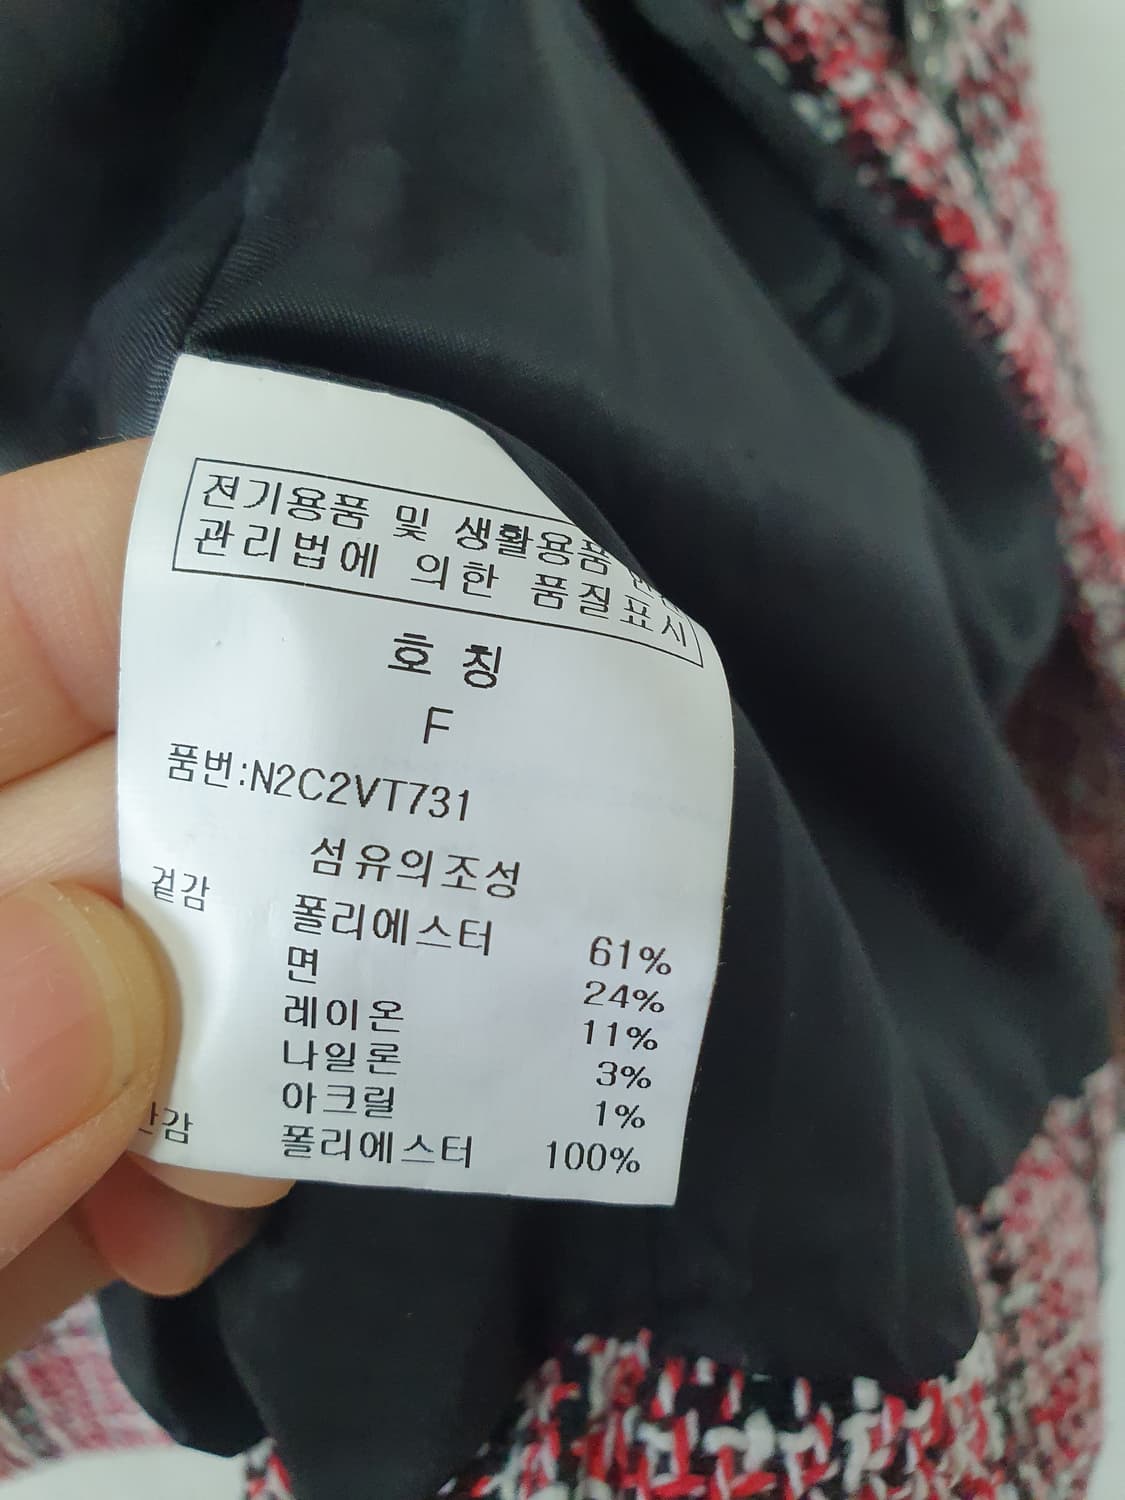 전기용품 및 생활용품
관리법에 의한 품질표시
호칭
F
품번:N2C2VT731
섬유의조성
겉감 폴리에스터 61%
면 24%
레이온 11%
나일론 3%
아크릴 1%
폴리에스터 100%